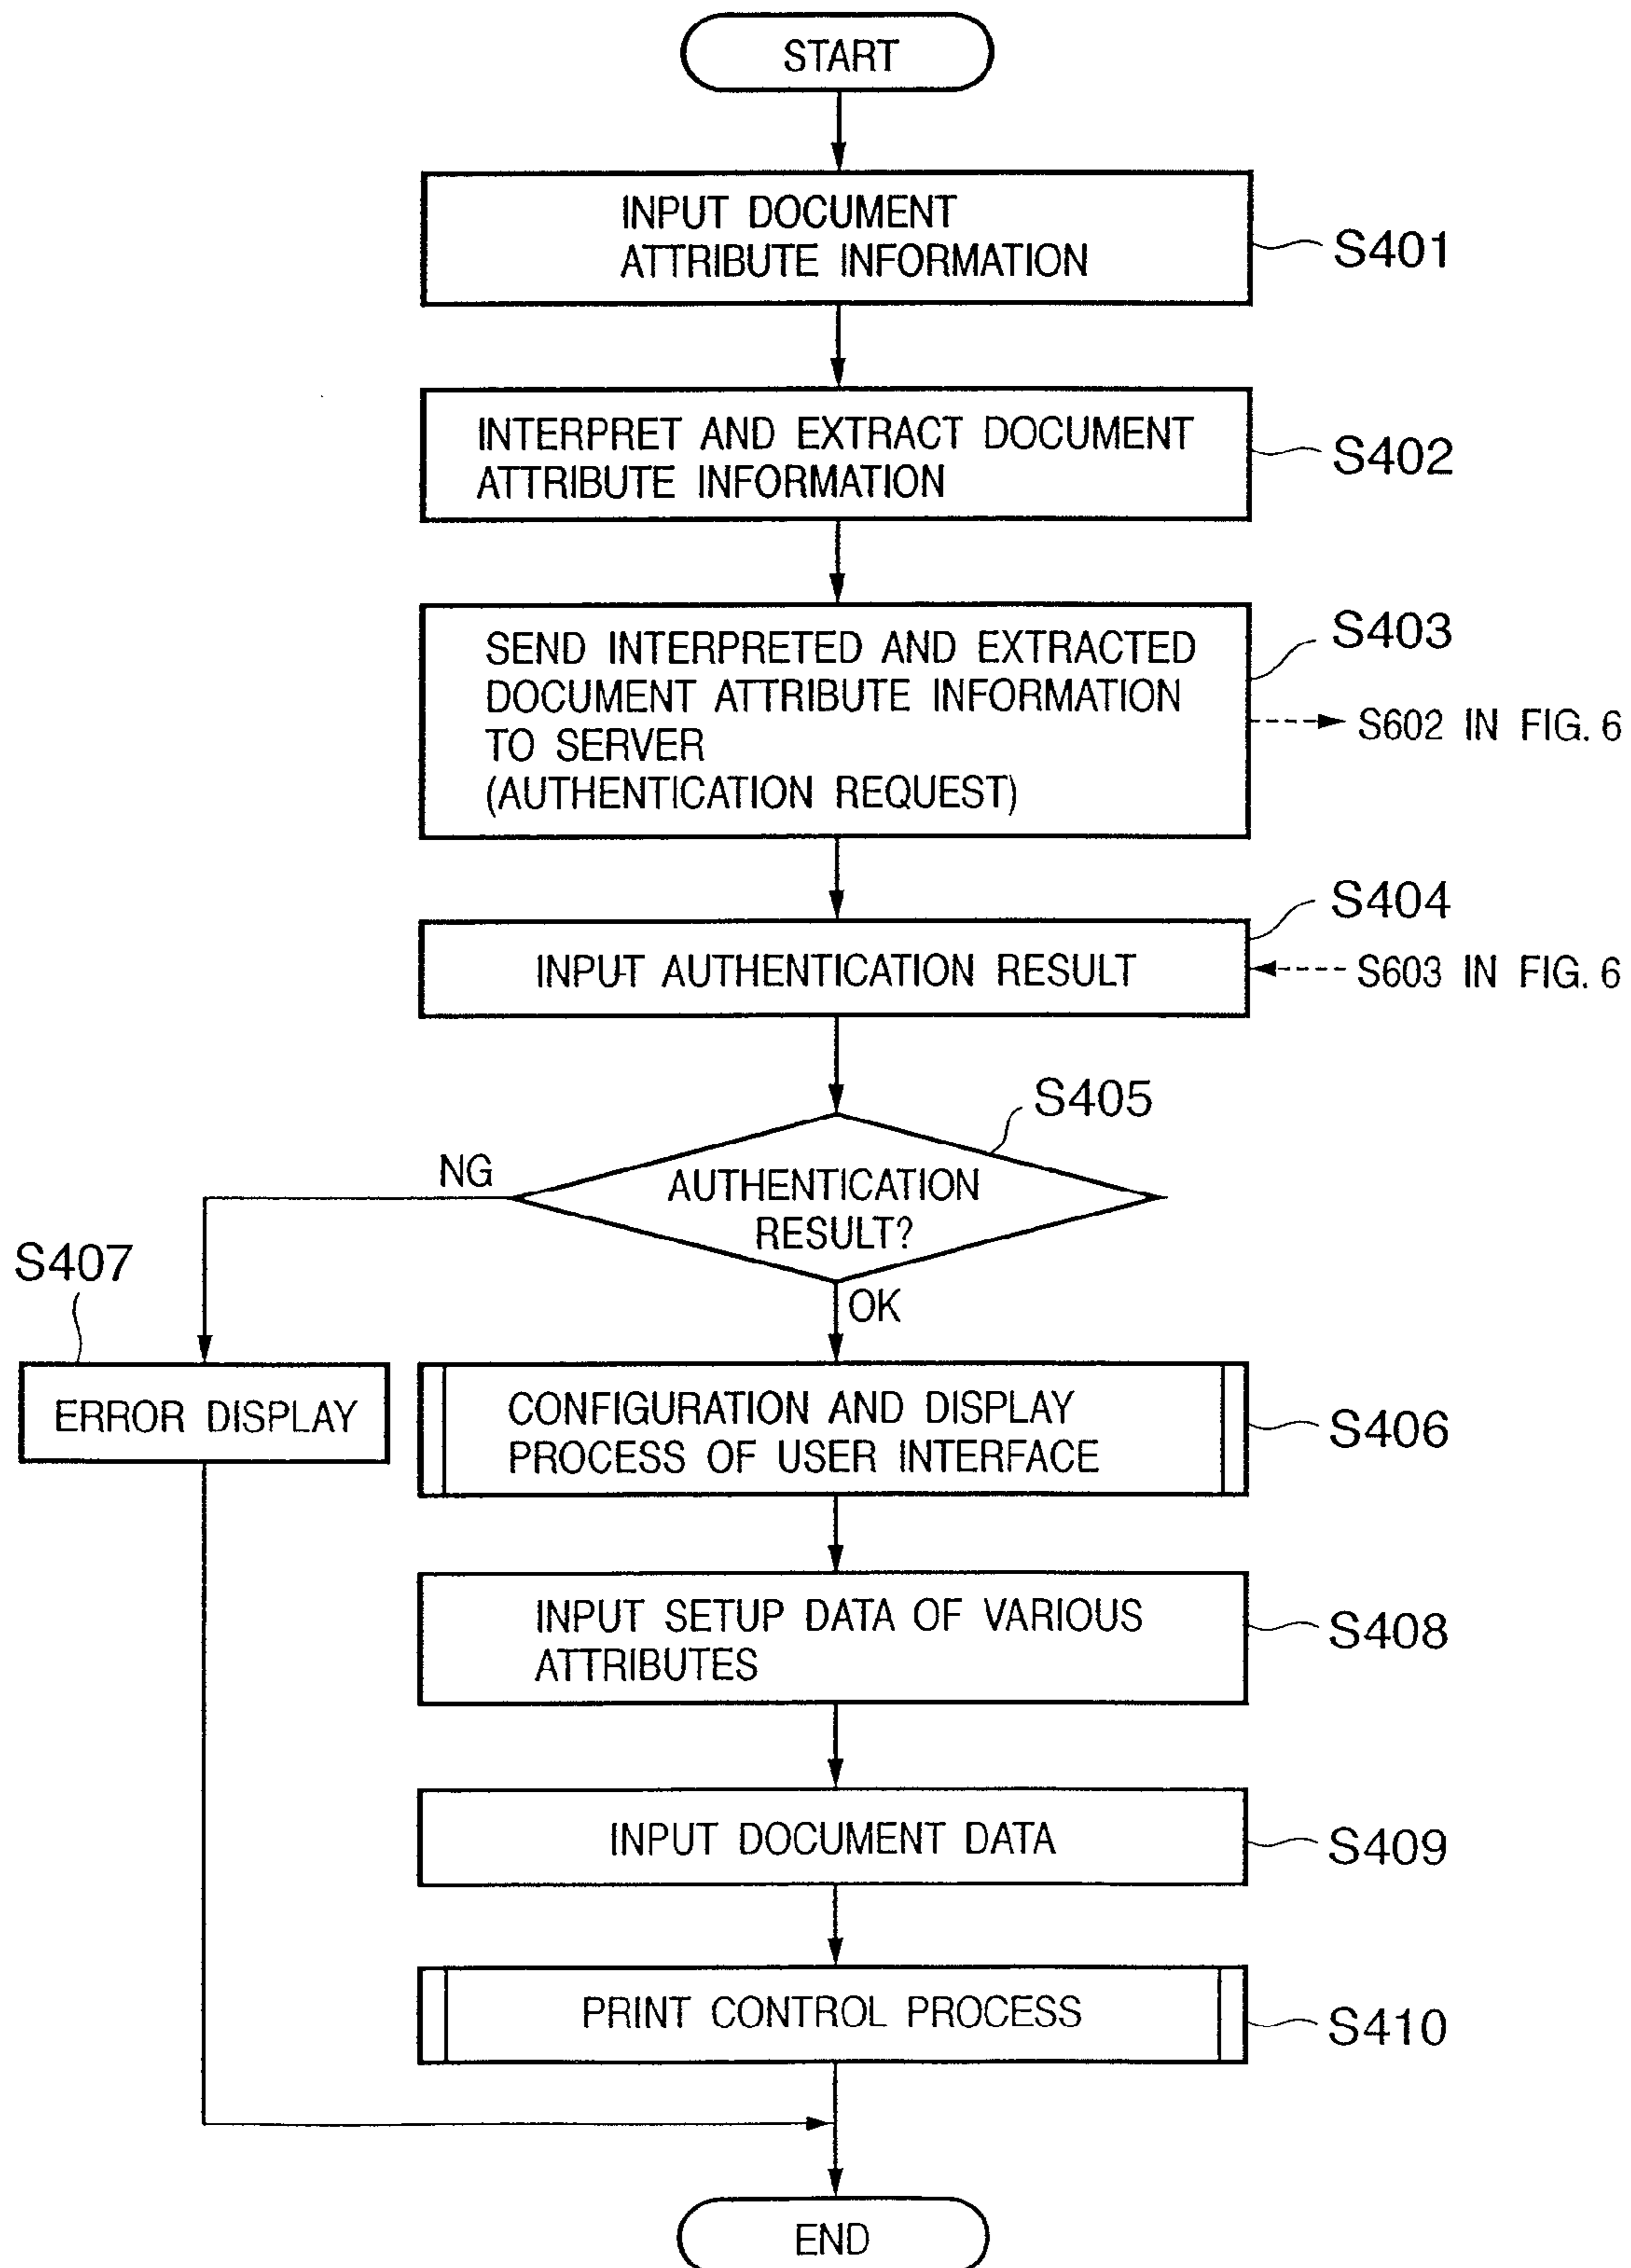 START
INPUT DOCUMENT
ATTRIBUTE INFORMATION
S401
INTERPRET AND EXTRACT DOCUMENT
ATTRIBUTE INFORMATION
S402
SEND INTERPRETED AND EXTRACTED
DOCUMENT ATTRIBUTE INFORMATION
TO SERVER
(AUTHENTICATION REQUEST)
S403
S602 IN FIG. 6
S404
INPUT AUTHENTICATION RESULT
S603 IN FIG. 6
S405
NG
AUTHENTICATION
RESULT?
OK
S407
ERROR DISPLAY
CONFIGURATION AND DISPLAY
PROCESS OF USER INTERFACE
S406
INPUT SETUP DATA OF VARIOUS
ATTRIBUTES
S408
INPUT DOCUMENT DATA
S409
PRINT CONTROL PROCESS
S410
END